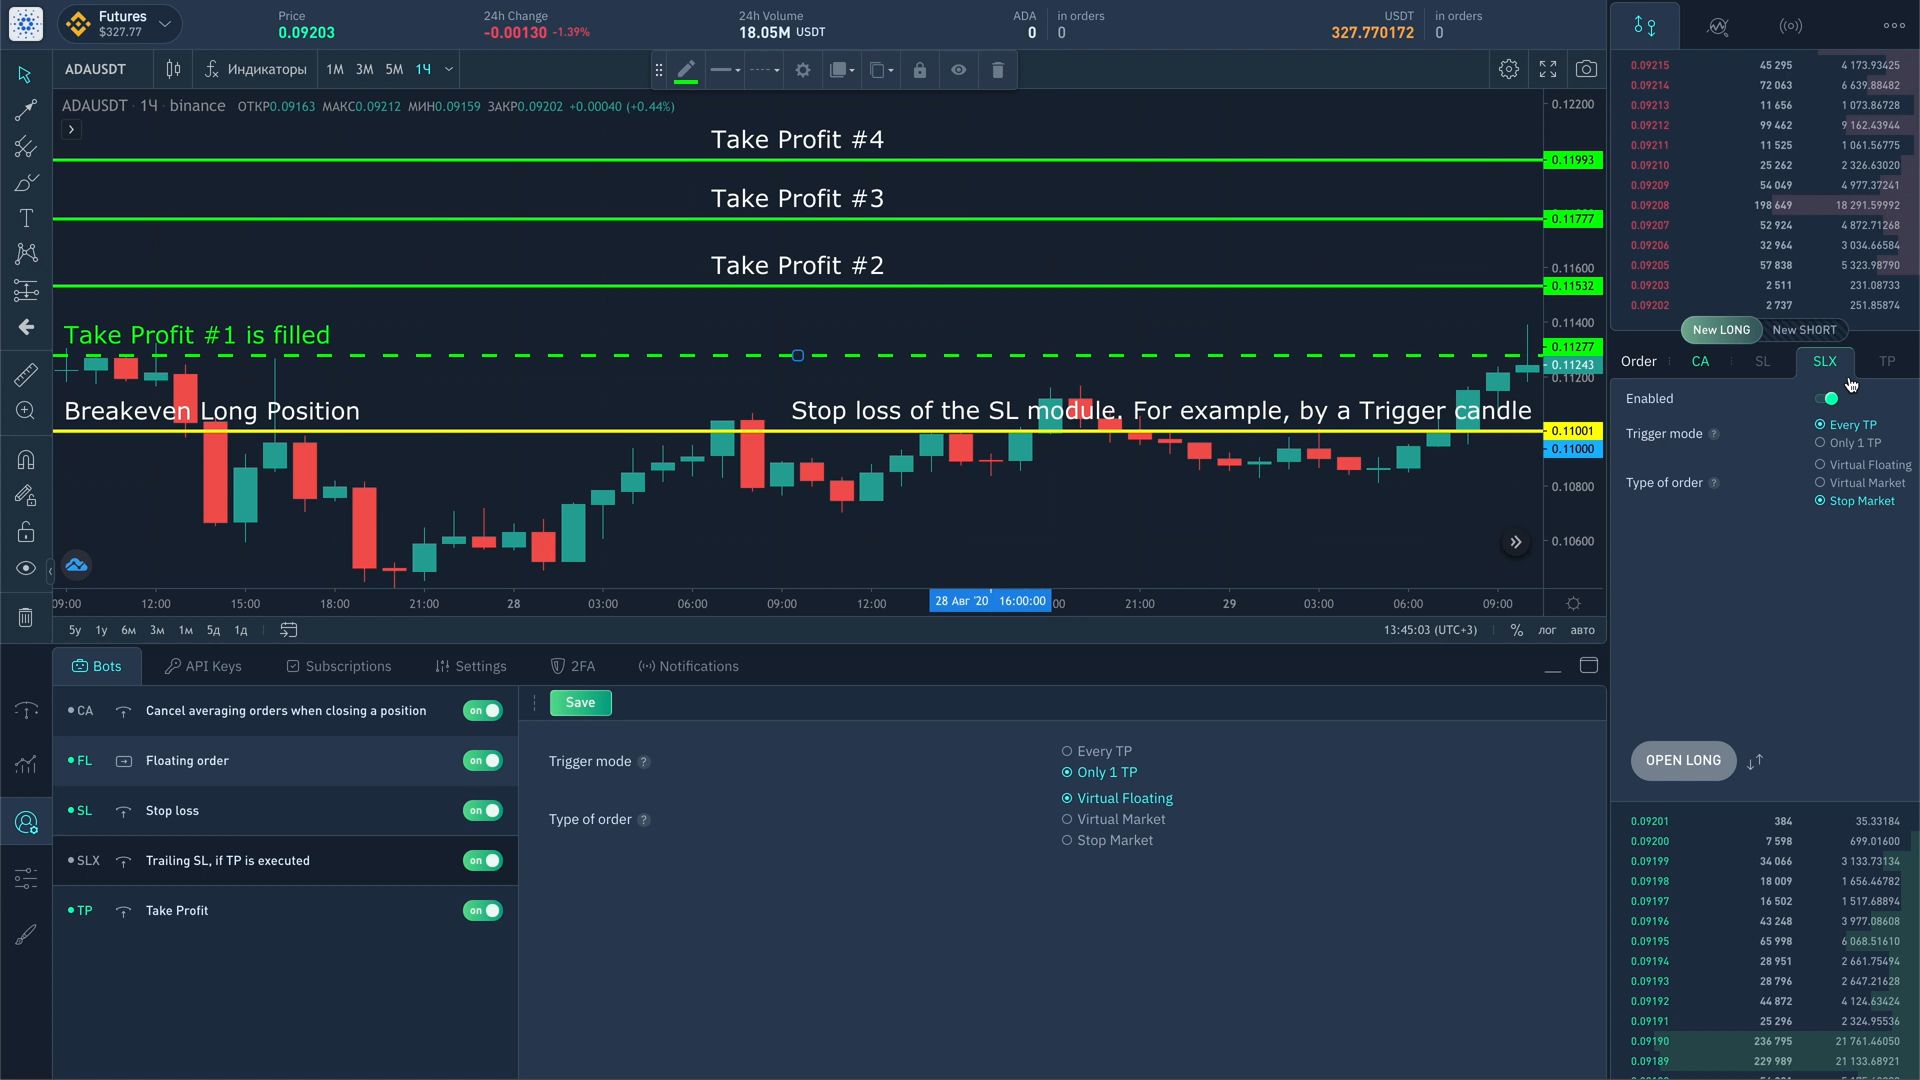 Futures
$327.77
Price
0.09203
24h Change
-0.00130 -1.39%
24h Volume
18.05M USDT
ADA
0
in orders
0
USDT
327.770172
in orders
0
ADAUSDT
Индикаторы
1М 3М 5М 1Ч
ADAUSDT · 1Ч · binance ОТКР0.09163 МАКС0.09212 МИН0.09159 ЗАКР0.09202 +0.00040 (+0.44%)
Take Profit #4
Take Profit #3
Take Profit #2
Take Profit #1 is filled
Breakeven Long Position
Stop loss of the SL module. For example, by a Trigger candle
0.12200
0.11993
0.11777
0.11600
0.11532
0.11400
0.11277
0.11243
0.11200
0.11001
0.11000
0.10800
0.10600
09:00 12:00 15:00 18:00 21:00 28 03:00 06:00 09:00 12:00 28 Авг '20 16:00:00 :00 21:00 29 03:00 06:00 09:00
5у 1у 6м 3м 1м 5д 1д
13:45:03 (UTC+3) % лог авто
Bots
API Keys
Subscriptions
Settings
2FA
Notifications
CA Cancel averaging orders when closing a position on
FL Floating order on
SL Stop loss on
SLX Trailing SL, if TP is executed on
TP Take Profit on
Save
Trigger mode ?
Every TP
Only 1 TP
Type of order ?
Virtual Floating
Virtual Market
Stop Market
0.09215 45 295 4 173.93425
0.09214 72 063 6 639.88482
0.09213 11 656 1 073.86728
0.09212 99 462 9 162.43944
0.09211 11 525 1 061.56775
0.09210 25 262 2 326.63020
0.09209 54 049 4 977.37241
0.09208 198 649 18 291.59992
0.09207 52 924 4 872.71268
0.09206 32 964 3 034.66584
0.09205 57 838 5 323.98790
0.09203 2 511 231.08733
0.09202 2 737 251.85874
New LONG
New SHORT
Order CA SL SLX TP
Enabled
Trigger mode ?
Every TP
Only 1 TP
Type of order ?
Virtual Floating
Virtual Market
Stop Market
OPEN LONG
0.09201 384 35.33184
0.09200 7 598 699.01600
0.09199 34 066 3 133.73134
0.09198 18 009 1 656.46782
0.09197 16 502 1 517.68894
0.09196 43 248 3 977.08608
0.09195 65 998 6 068.51610
0.09194 28 951 2 661.75494
0.09193 28 796 2 647.21628
0.09192 44 872 4 124.63424
0.09191 25 296 2 324.95536
0.09190 236 795 21 761.46050
0.09189 229 989 21 133.68921